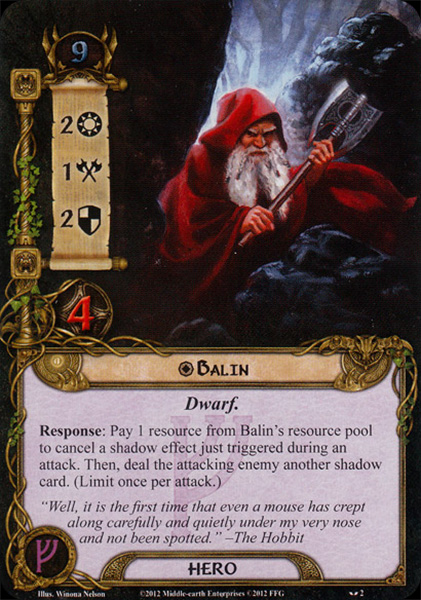 9
2
1
2
4
Balin
Dwarf.
Response: Pay 1 resource from Balin's resource pool
to cancel a shadow effect just triggered during an
attack. Then, deal the attacking enemy another shadow
card. (Limit once per attack.)
"Well, it is the first time that even a mouse has crept
along carefully and quietly under my very nose
and not been spotted." –The Hobbit
HERO
Illus. Winona Nelson
©2012 Middle-earth Enterprises ©2012 FFG
2